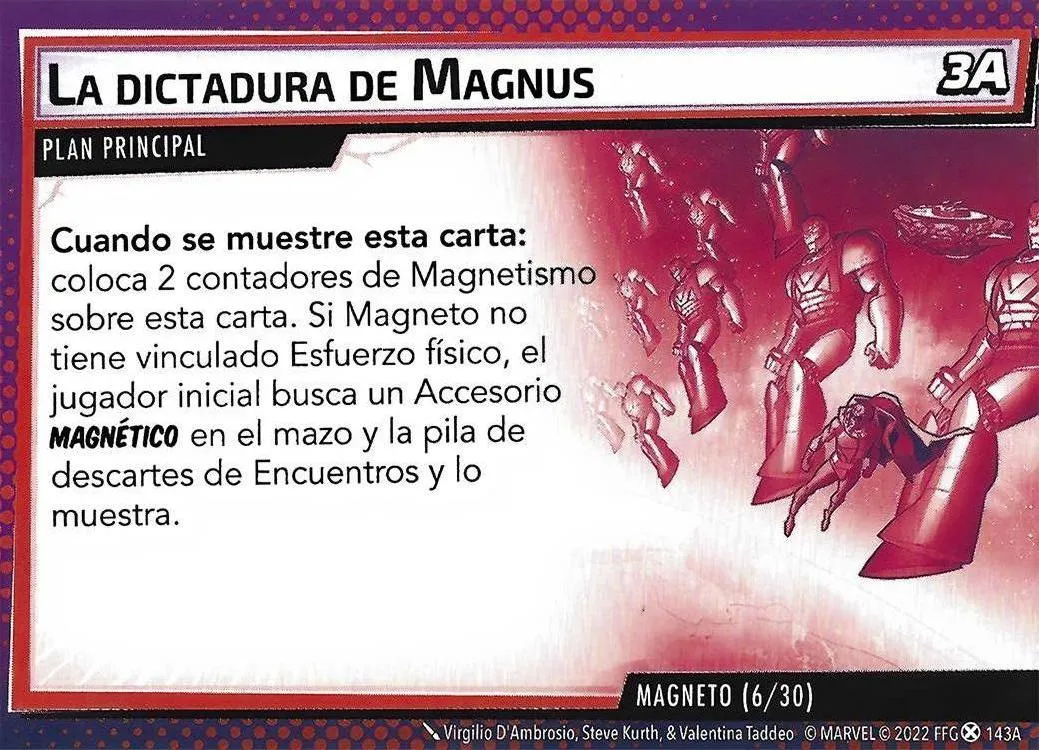 LA DICTADURA DE MAGNUS
3A
PLAN PRINCIPAL
Cuando se muestre esta carta:
coloca 2 contadores de Magnetismo
sobre esta carta. Si Magneto no
tiene vinculado Esfuerzo físico, el
jugador inicial busca un Accesorio
MAGNÉTICO en el mazo y la pila de
descartes de Encuentros y lo
muestra.
MAGNETO (6/30)
Virgilio D'Ambrosio, Steve Kurth, & Valentina Taddeo © MARVEL © 2022 FFG 143A